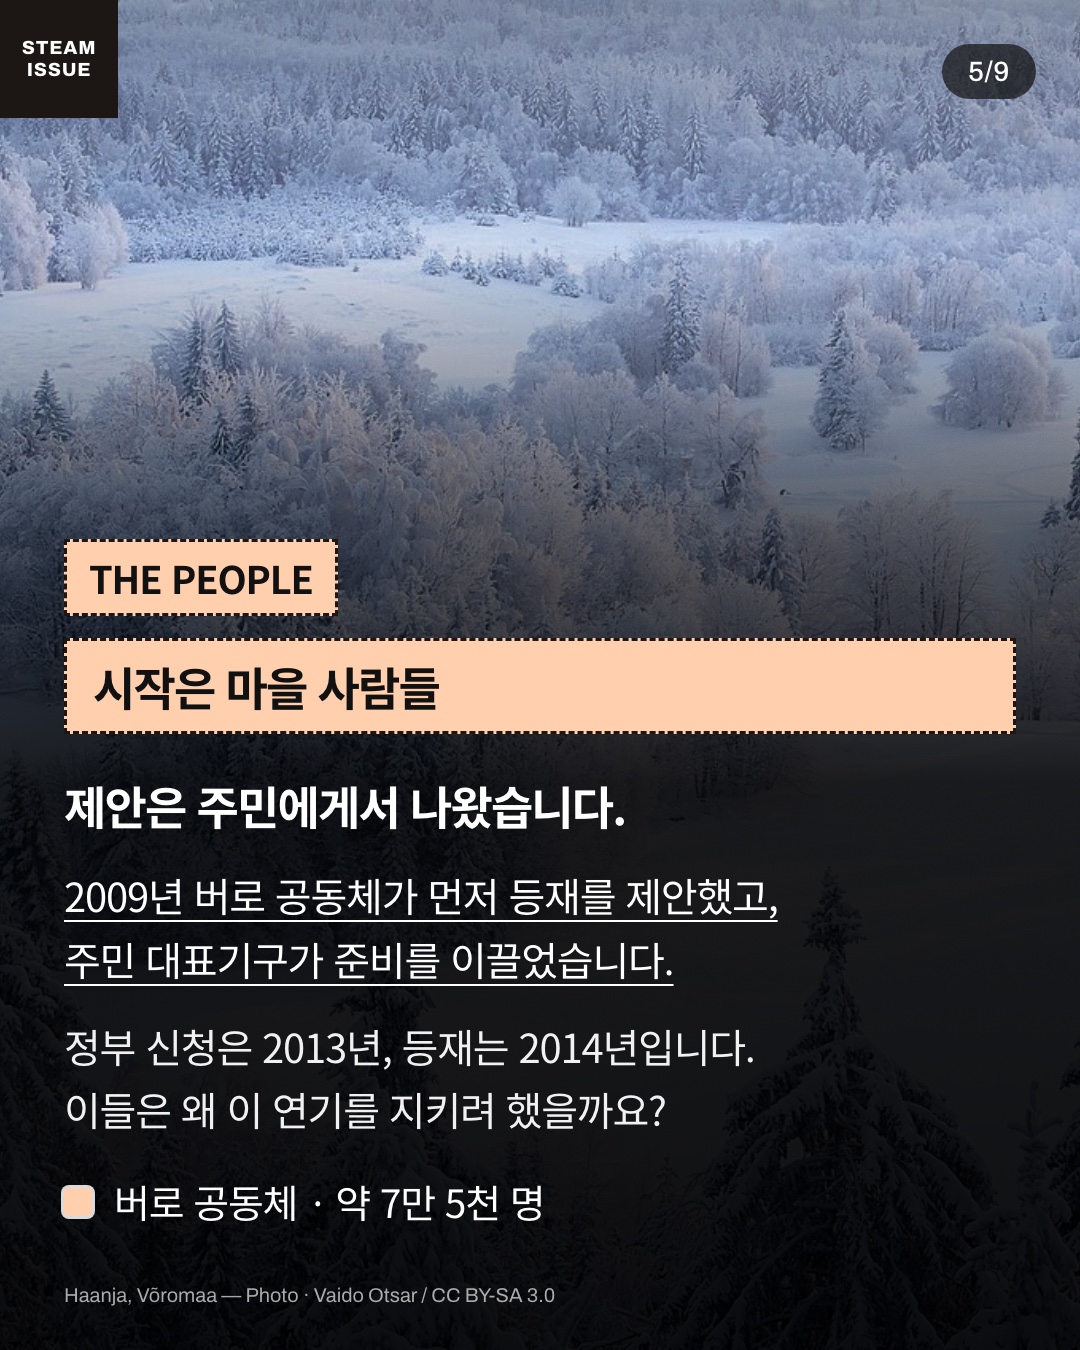 STEAM
ISSUE
5/9
THE PEOPLE
시작은 마을 사람들
제안은 주민에게서 나왔습니다.
2009년 버로 공동체가 먼저 등재를 제안했고,
주민 대표기구가 준비를 이끌었습니다.
정부 신청은 2013년, 등재는 2014년입니다.
이들은 왜 이 연기를 지키려 했을까요?
버로 공동체 · 약 7만 5천 명
Haanja, Võromaa — Photo · Vaido Otsar / CC BY-SA 3.0